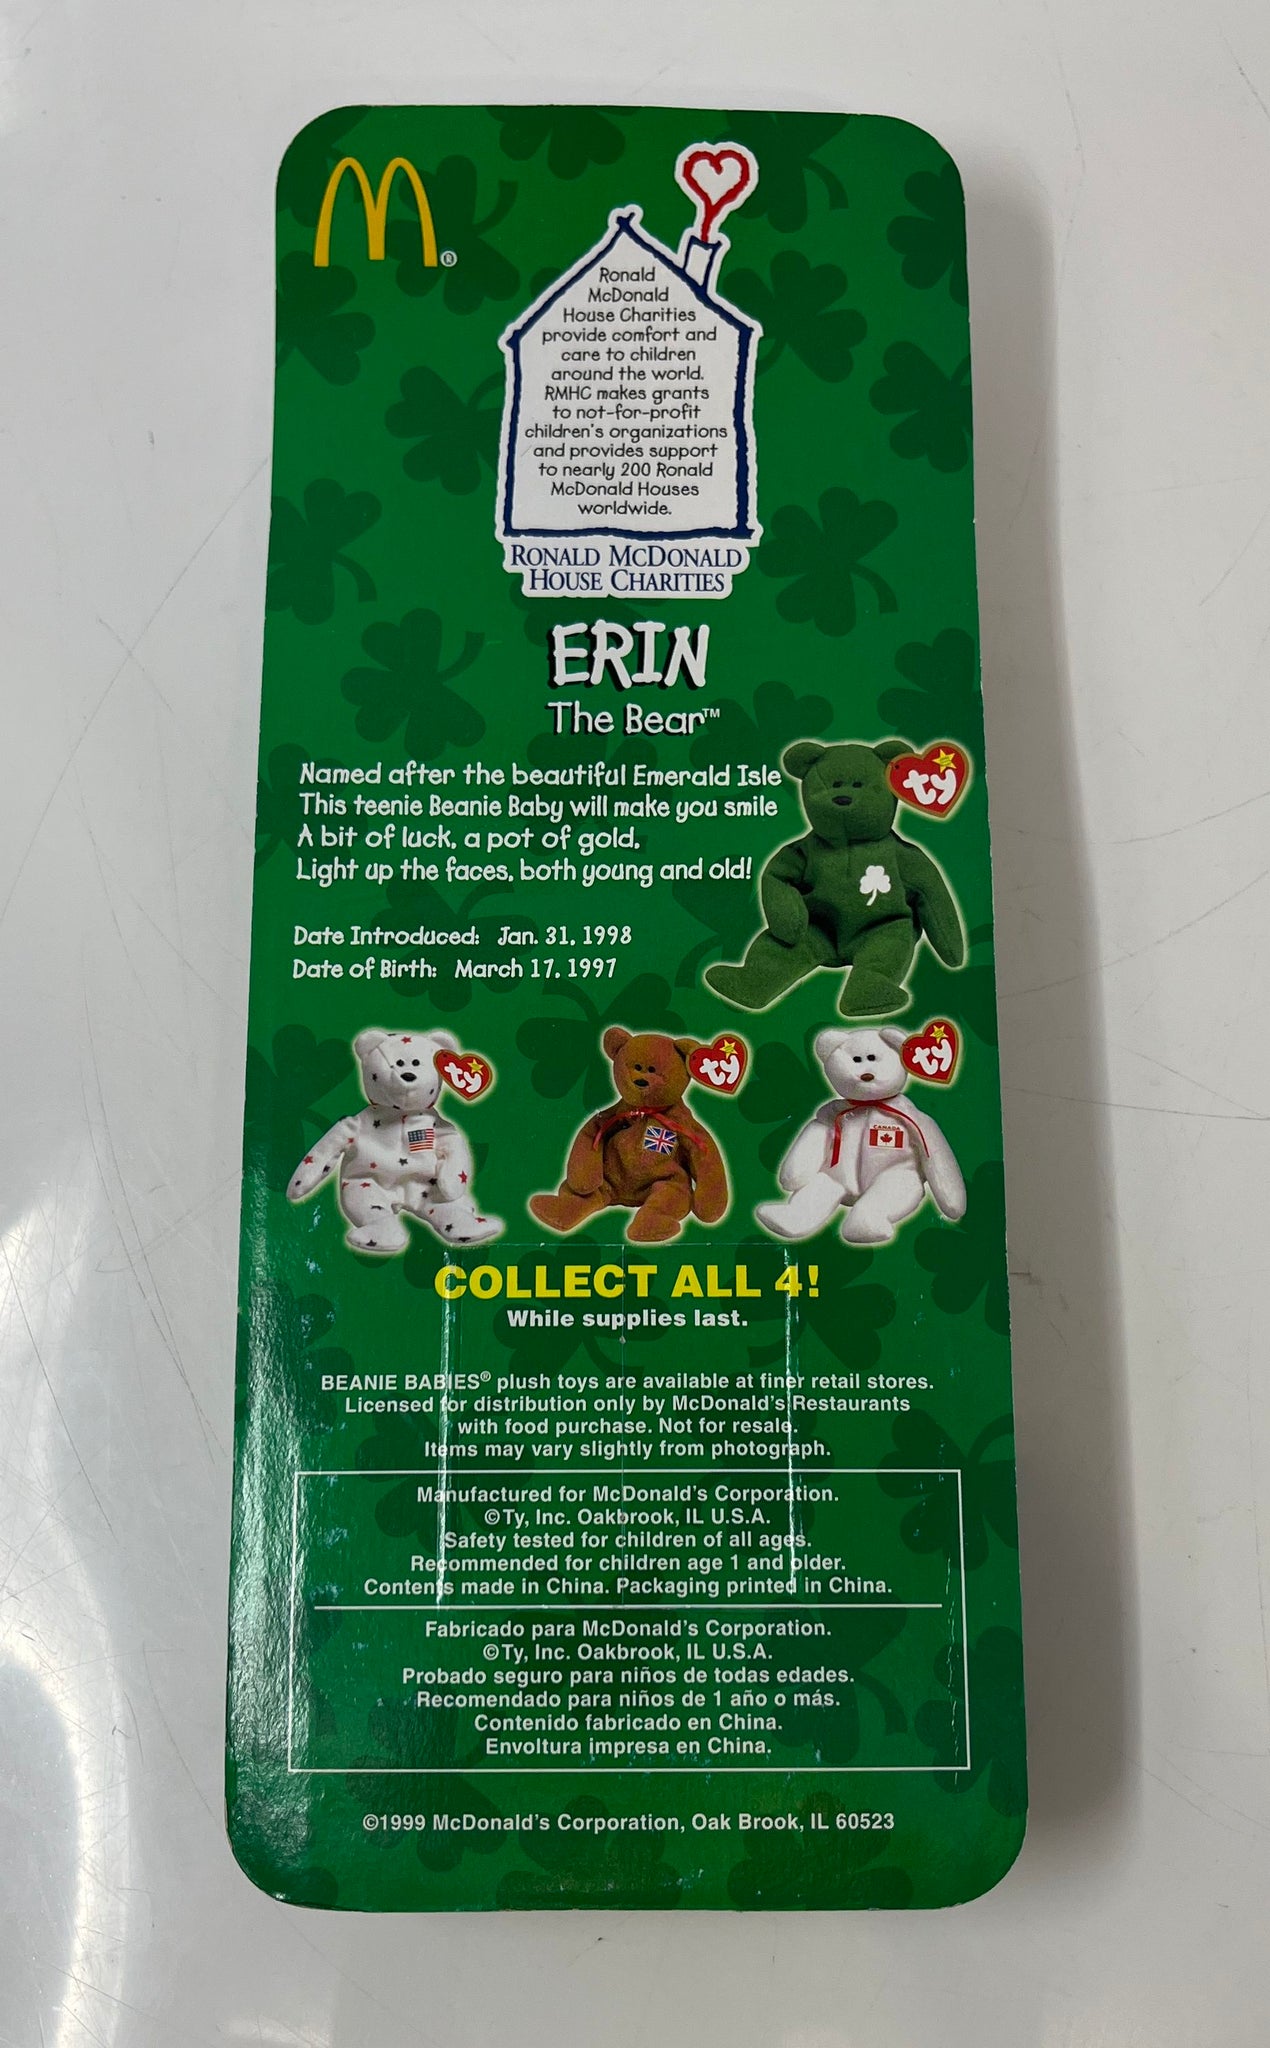 M®
Ronald
McDonald
House Charities
provide comfort and
care to children
around the world.
RMHC makes grants
to not-for-profit
children's organizations
and provides support
to nearly 200 Ronald
McDonald Houses
worldwide.
RONALD MCDONALD
HOUSE CHARITIES
ERIN
The Bear™
Named after the beautiful Emerald Isle
This teenie Beanie Baby will make you smile
A bit of luck, a pot of gold,
Light up the faces, both young and old!
ty
Date Introduced: Jan. 31, 1998
Date of Birth: March 17, 1997
ty
ty
ty
CANADA
COLLECT ALL 4!
While supplies last.
BEANIE BABIES® plush toys are available at finer retail stores.
Licensed for distribution only by McDonald's Restaurants
with food purchase. Not for resale.
Items may vary slightly from photograph.
Manufactured for McDonald's Corporation.
©Ty, Inc. Oakbrook, IL U.S.A.
Safety tested for children of all ages.
Recommended for children age 1 and older.
Contents made in China. Packaging printed in China.
Fabricado para McDonald's Corporation.
©Ty, Inc. Oakbrook, IL U.S.A.
Probado seguro para niños de todas edades.
Recomendado para niños de 1 año o más.
Contenido fabricado en China.
Envoltura impresa en China.
©1999 McDonald's Corporation, Oak Brook, IL 60523